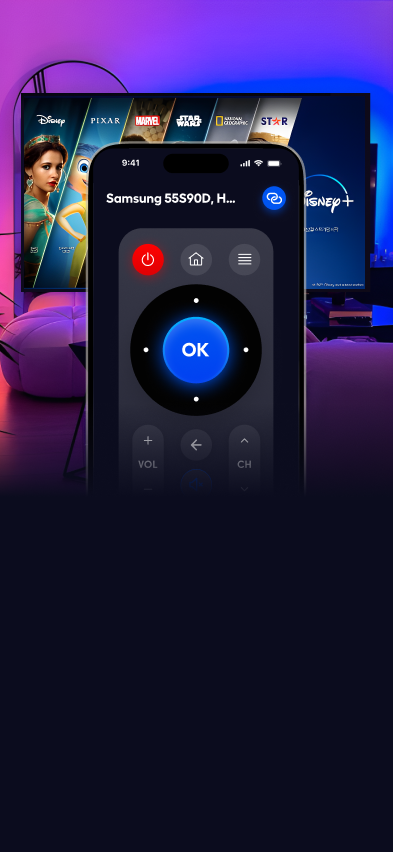 Disney
PIXAR
MARVEL
STAR
WARS
NATIONAL
GEOGRAPHIC
STAR
9:41
Samsung 55S90D, H...
Disney+
OK
VOL
CH